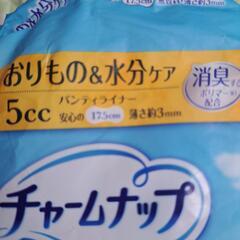 おりもの&水分ケア
消臭
ポリマー
配合
5cc
パンティライナー
安心の 17.5cm 薄さ約3mm
チャームナップ